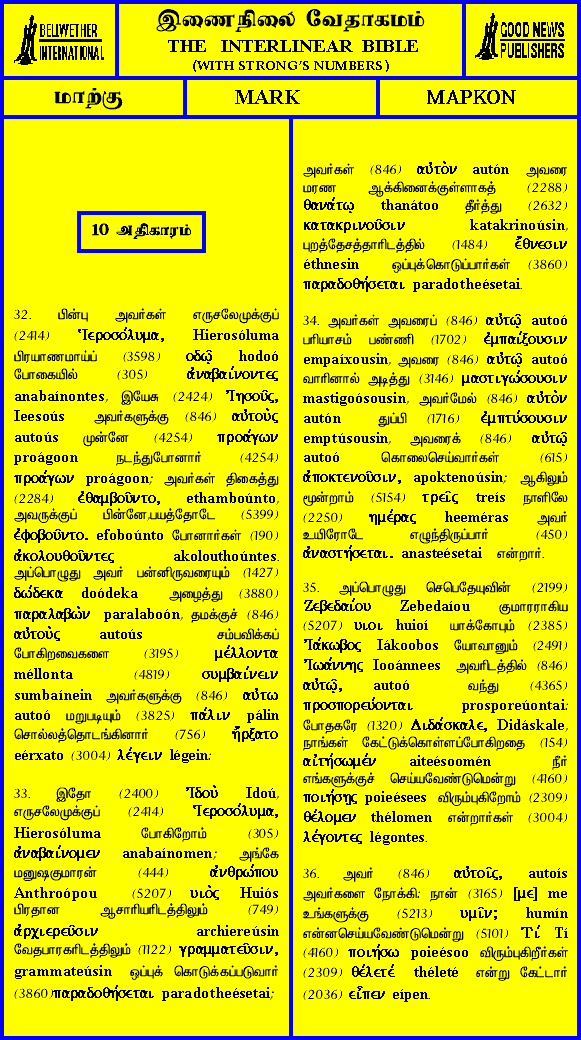 BELLWETHER
INTERNATIONAL
இணைநிலை வேதாகமம்
THE INTERLINEAR BIBLE
(WITH STRONG'S NUMBERS)
GOOD NEWS
PUBLISHERS
மாற்கு
MARK
ΜΑΡΚΟΝ
10 அதிகாரம்
32. பின்பு அவர்கள் எருசலேமுக்குப்
(2414) Ἱεροσόλυμα, Hierosóluma
பிரயாணமாய்ப் (3598) οδῷ hodoó
போகையில் (305) ἀναβαίνοντες
anabaínontes, இயேசு (2424) Ἰησοῦς,
Ieesoús அவர்களுக்கு (846) αὐτοὺς
autoús முன்னே (4254) προάγων
proágoon நடந்துபோனார் (4254)
προάγων proágoon; அவர்கள் திகைத்து
(2284) ἐθαμβοῦντο, ethamboúnto,
அவருக்குப் பின்னே,பயத்தோடே (5399)
ἐφοβοῦντο. efoboúnto போனார்கள் (190)
ἀκολουθοῦντες akolouthoúntes.
அப்பொழுது அவர் பன்னிருவரையும் (1427)
δώδεκα doódeka அழைத்து (3880)
παραλαβὼν paralaboón, தமக்குச் (846)
αὐτοὺς autoús சம்பவிக்கப்
போகிறவைகளை (3195) μέλλοντα
méllonta (4819) συμβαίνειν
sumbaínein அவர்களுக்கு (846) αὐτω
autoó மறுபடியும் (3825) πάλιν pálin
சொல்லத்தொடங்கினார் (756) ἤρξατο
eérxato (3004) λέγειν légein:
33. இதோ (2400) Ἰδοὺ Idoú,
எருசலேமுக்குப் (2414) Ἱεροσόλυμα,
Hierosóluma போகிறோம் (305)
ἀναβαίνομεν anabaínomen; அங்கே
மனுஷகுமாரன் (444) ἀνθρώπου
Anthroópou (5207) υιὸς Huiós
பிரதான ஆசாரியரிடத்திலும் (749)
ἀρχιερεῦσιν archiereúsin
வேதபாரகரிடத்திலும் (1122) γραμματεῦσιν,
grammateúsin ஒப்புக் கொடுக்கப்படுவார்
(3860)παραδοθήσεται paradotheésetai;
அவர்கள் (846) αὐτὸν autón அவரை
மரண ஆக்கினைக்குள்ளாகத் (2288)
θανάτῳ thanátoo தீர்த்து (2632)
κατακρινοῦσιν katakrinoúsin,
புறத்தேசத்தாரிடத்தில் (1484) ἔθνεσιν
éthnesin ஒப்புக்கொடுப்பார்கள் (3860)
παραδοθήσεται paradotheésetai.
34. அவர்கள் அவரைப் (846) αὐτῷ autoó
பரியாசம் பண்ணி (1702) ἐμπαίξουσιν
empaíxousin, அவரை (846) αὐτῷ autoó
வாரினால் அடித்து (3146) μαστιγώσουσιν
mastigoósousin, அவர்மேல் (846) αὐτὸν
autón துப்பி (1716) ἐμπτύσουσιν
emptúsousin, அவரைக் (846) αὐτῷ
autoó கொலைசெய்வார்கள் (615)
ἀποκτενοῦσιν, apoktenoúsin; ஆகிலும்
மூன்றாம் (5154) τρεῖς treís நாளிலே
(2250) ημέρας heeméras அவர்
உயிரோடே எழுந்திருப்பார் (450)
ἀναστήσεται. anasteésetai என்றார்.
35. அப்பொழுது செபெதேயுவின் (2199)
Ζεβεδαίου Zebedaíou குமாரராகிய
(5207) υιοι huioí யாக்கோபும் (2385)
Ἰάκωβος Iákoobos யோவானும் (2491)
Ἰωάννης Iooánnees அவரிடத்தில் (846)
αὐτῷ, autoó வந்து (4365)
προσπορεύονται prosporeúontai:
போதகரே (1320) Διδάσκαλε, Didáskale,
நாங்கள் கேட்டுக்கொள்ளப்போகிறதை (154)
αἰτήσωμέν aiteésoomén நீர்
எங்களுக்குச் செய்யவேண்டுமென்று (4160)
ποιήσῃς poieésees விரும்புகிறோம் (2309)
θέλομεν thélomen என்றார்கள் (3004)
λέγοντες légontes.
36. அவர் (846) αὐτοῖς, autois
அவர்களை நோக்கி: நான் (3165) [με] me
உங்களுக்கு (5213) υμῖν; humín
என்னசெய்யவேண்டுமென்று (5101) Τί Tí
(4160) ποιήσω poieésoo விரும்புகிறீர்கள்
(2309) θέλετέ théleté என்று கேட்டார்
(2036) εἶπεν eípen.